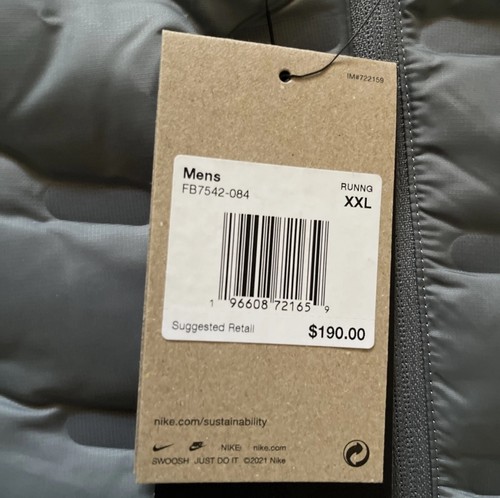 IM#722159
Mens
FB7542-084
RUNNG
XXL
1 96608 72165 9
Suggested Retail $190.00
nike.com/sustainability
NIKE nike.com
SWOOSH JUST DO IT ©2021 Nike